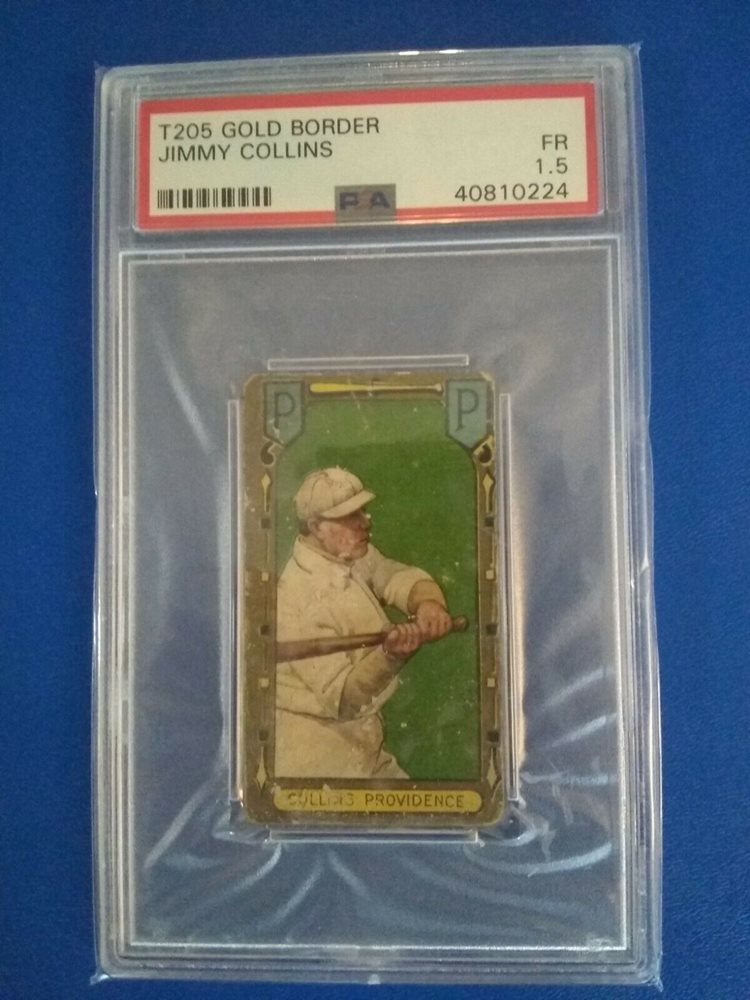 T205 GOLD BORDER
JIMMY COLLINS
FR
1.5
40810224
PSA
P P
COLLINS PROVIDENCE